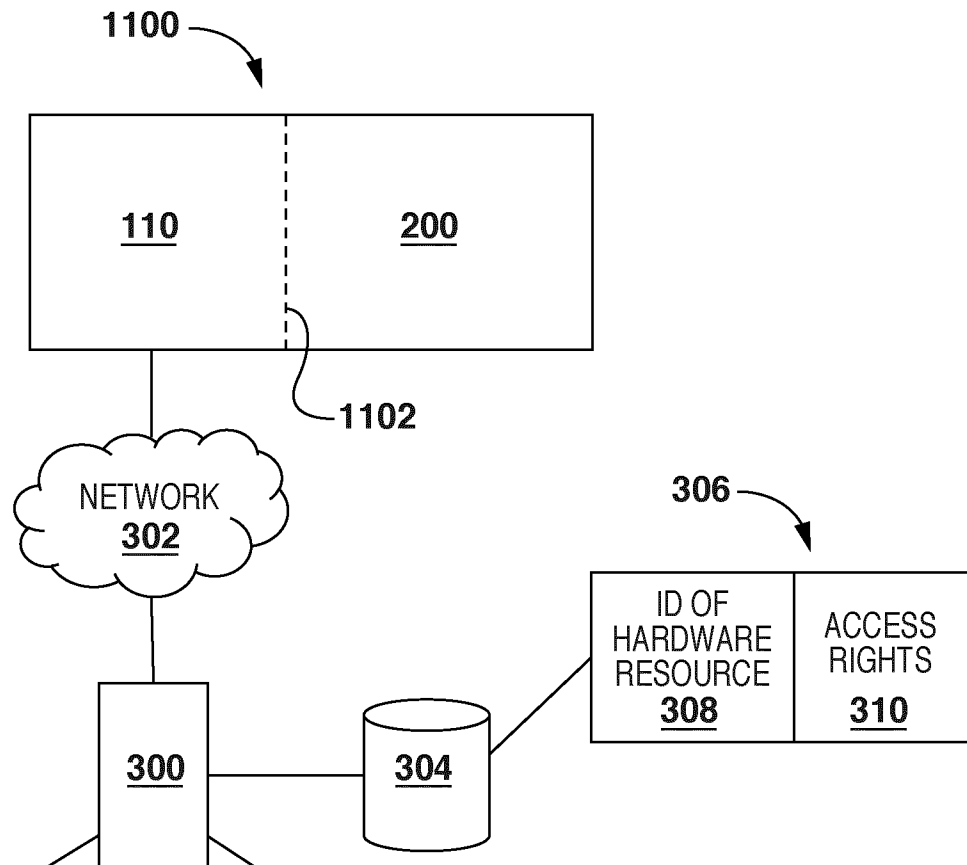 1100
110
200
1102
NETWORK
302
306
ID OF
HARDWARE
RESOURCE
308
ACCESS
RIGHTS
310
300
304